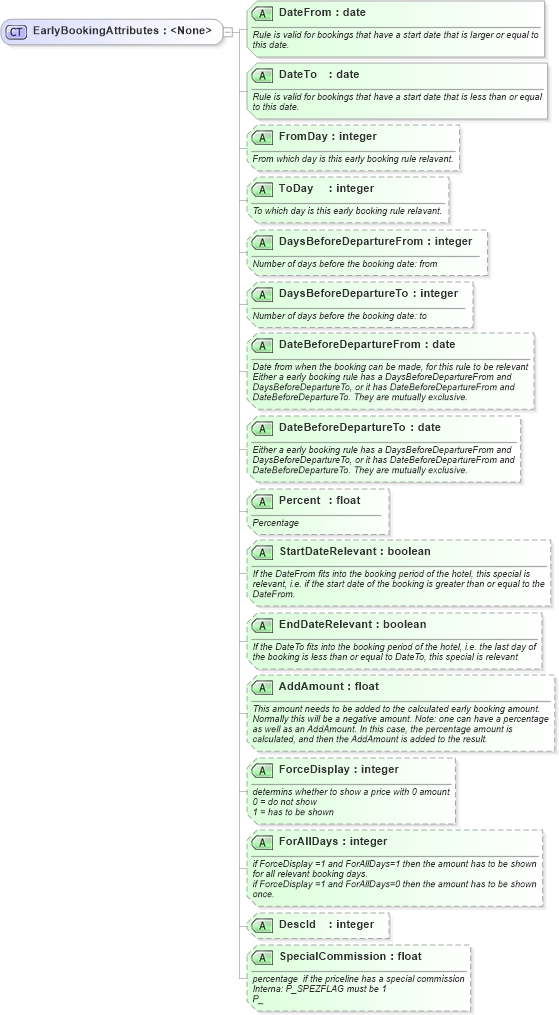 CT EarlyBookingAttributes : <None>
A DateFrom : date
Rule is valid for bookings that have a start date that is larger or equal to
this date.
A DateTo : date
Rule is valid for bookings that have a start date that is less than or equal
to this date.
A FromDay : integer
From which day is this early booking rule relavant.
A ToDay : integer
To which day is this early booking rule relavant.
A DaysBeforeDepartureFrom : integer
Number of days before the booking date: from
A DaysBeforeDepartureTo : integer
Number of days before the booking date: to
A DateBeforeDepartureFrom : date
Date from when the booking can be made, for this rule to be relevant
Either a early booking rule has a DaysBeforeDepartureFrom and
DaysBeforeDepartureTo, or it has DateBeforeDepartureFrom and
DateBeforeDepartureTo. They are mutually exclusive.
A DateBeforeDepartureTo : date
Either a early booking rule has a DaysBeforeDepartureFrom and
DaysBeforeDepartureTo, or it has DateBeforeDepartureFrom and
DateBeforeDepartureTo. They are mutually exclusive.
A Percent : float
Percentage
A StartDateRelevant : boolean
If the DateFrom fits into the booking period of the hotel, this special is
relevant, i.e. if the start date of the booking is greater than or equal to the
DateFrom.
A EndDateRelevant : boolean
If the DateTo fits into the booking period of the hotel, i.e. the last day of
the booking is less than or equal to DateTo, this special is relevant
A AddAmount : float
This amount needs to be added to the calculated early booking amount.
Normally this will be a negative amount. Note: one can have a percentage
as well as an AddAmount. In this case, the percentage amount is
calculated, and then the AddAmount is added to the result.
A ForceDisplay : integer
determins whether to show a price with 0 amount
0 = do not show
1 = has to be shown
A ForAllDays : integer
if ForceDisplay =1 and ForAllDays=1 then the amount has to be shown
for all relevant booking days.
if ForceDisplay =1 and ForAllDays=0 then the amount has to be shown
once.
A DescId : integer
A SpecialCommission : float
percentage if the priceline has a special commission
Interna: P_SPEZFLAG must be 1
P_